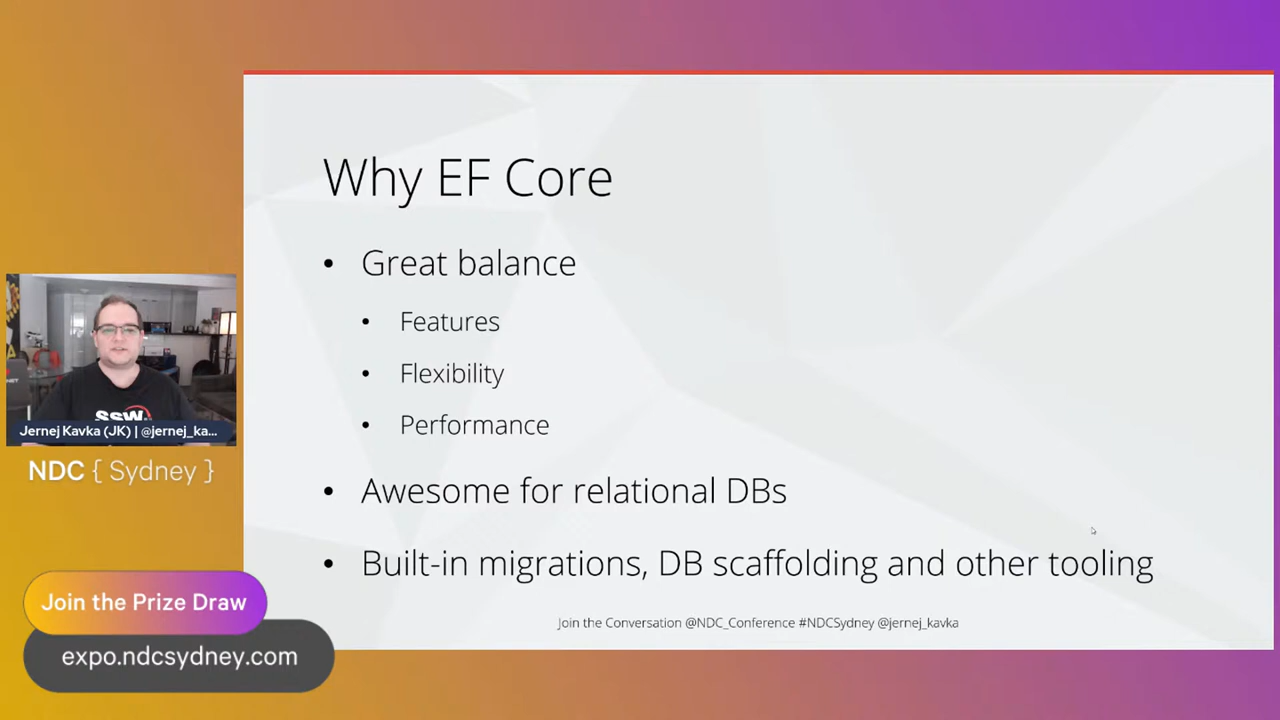 Why EF Core
• Great balance
• Features
• Flexibility
• Performance
• Awesome for relational DBs
• Built-in migrations, DB scaffolding and other tooling
Join the Conversation @NDC_Conference #NDCSydney @jernej_kavka
SSW
Jernej Kavka (JK) | @jernej_ka...
NDC { Sydney }
Join the Prize Draw
expo.ndcsydney.com